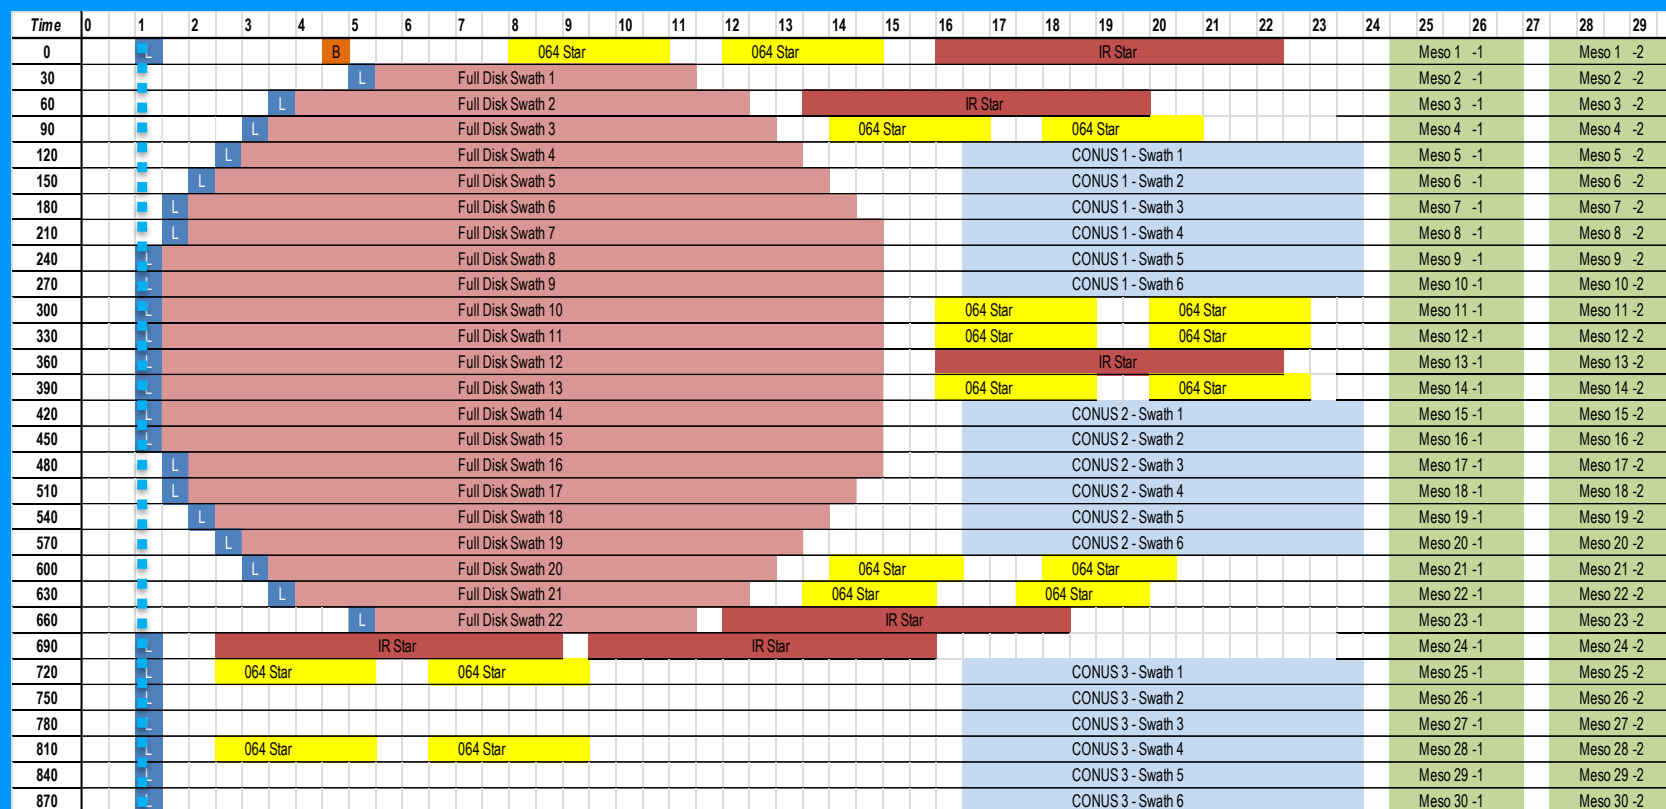 Time 0 1 2 3 4 5 6 7 8 9 10 11 12 13 14 15 16 17 18 19 20 21 22 23 24 25 26 27 28 29
0 L B 064 Star 064 Star IR Star Meso 1 -1 Meso 1 -2
30 L Full Disk Swath 1 Meso 2 -1 Meso 2 -2
60 L Full Disk Swath 2 IR Star Meso 3 -1 Meso 3 -2
90 L Full Disk Swath 3 064 Star 064 Star Meso 4 -1 Meso 4 -2
120 L Full Disk Swath 4 CONUS 1 - Swath 1 Meso 5 -1 Meso 5 -2
150 L Full Disk Swath 5 CONUS 1 - Swath 2 Meso 6 -1 Meso 6 -2
180 L Full Disk Swath 6 CONUS 1 - Swath 3 Meso 7 -1 Meso 7 -2
210 L Full Disk Swath 7 CONUS 1 - Swath 4 Meso 8 -1 Meso 8 -2
240 L Full Disk Swath 8 CONUS 1 - Swath 5 Meso 9 -1 Meso 9 -2
270 L Full Disk Swath 9 CONUS 1 - Swath 6 Meso 10 -1 Meso 10 -2
300 L Full Disk Swath 10 064 Star 064 Star Meso 11 -1 Meso 11 -2
330 L Full Disk Swath 11 064 Star 064 Star Meso 12 -1 Meso 12 -2
360 L Full Disk Swath 12 IR Star Meso 13 -1 Meso 13 -2
390 L Full Disk Swath 13 064 Star 064 Star Meso 14 -1 Meso 14 -2
420 L Full Disk Swath 14 CONUS 2 - Swath 1 Meso 15 -1 Meso 15 -2
450 L Full Disk Swath 15 CONUS 2 - Swath 2 Meso 16 -1 Meso 16 -2
480 L Full Disk Swath 16 CONUS 2 - Swath 3 Meso 17 -1 Meso 17 -2
510 L Full Disk Swath 17 CONUS 2 - Swath 4 Meso 18 -1 Meso 18 -2
540 L Full Disk Swath 18 CONUS 2 - Swath 5 Meso 19 -1 Meso 19 -2
570 L Full Disk Swath 19 CONUS 2 - Swath 6 Meso 20 -1 Meso 20 -2
600 L Full Disk Swath 20 064 Star 064 Star Meso 21 -1 Meso 21 -2
630 L Full Disk Swath 21 064 Star 064 Star Meso 22 -1 Meso 22 -2
660 L Full Disk Swath 22 IR Star Meso 23 -1 Meso 23 -2
690 L IR Star IR Star Meso 24 -1 Meso 24 -2
720 L 064 Star 064 Star CONUS 3 - Swath 1 Meso 25 -1 Meso 25 -2
750 L CONUS 3 - Swath 2 Meso 26 -1 Meso 26 -2
780 L CONUS 3 - Swath 3 Meso 27 -1 Meso 27 -2
810 L 064 Star 064 Star CONUS 3 - Swath 4 Meso 28 -1 Meso 28 -2
840 L CONUS 3 - Swath 5 Meso 29 -1 Meso 29 -2
870 L CONUS 3 - Swath 6 Meso 30 -1 Meso 30 -2